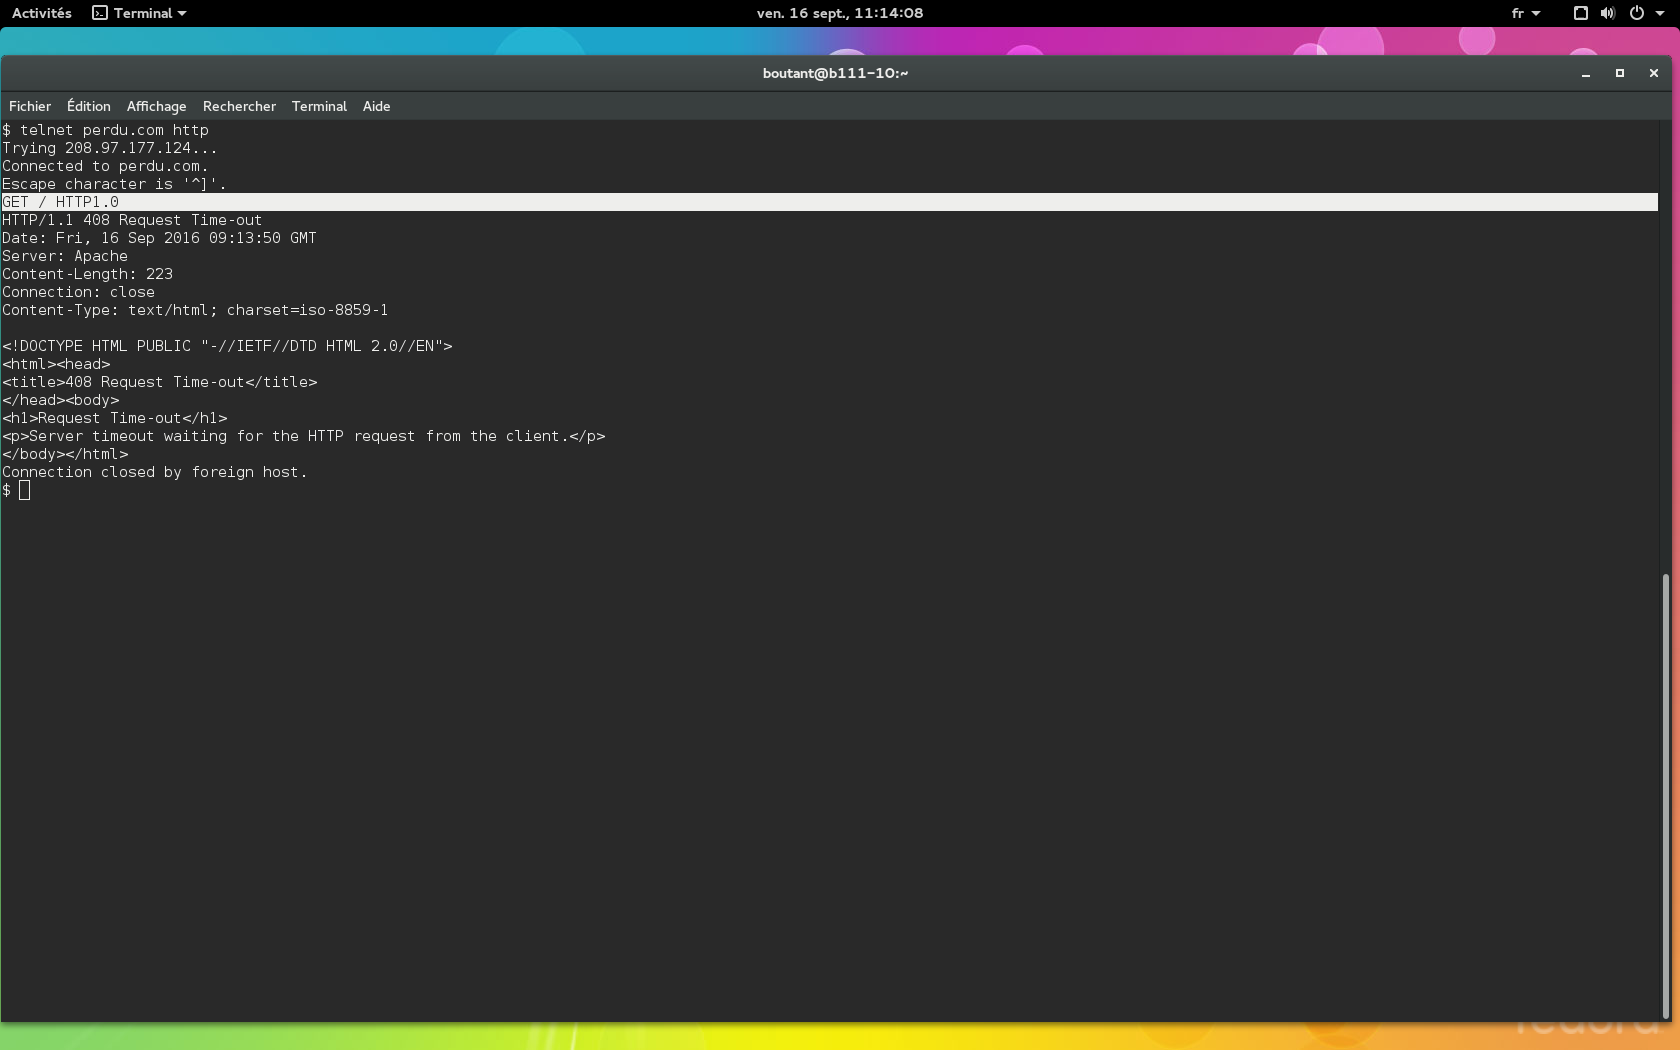 Activités Terminal ven. 16 sept., 11:14:08 fr
boutant@b111-10:~
Fichier Édition Affichage Rechercher Terminal Aide
$ telnet perdu.com http
Trying 208.97.177.124...
Connected to perdu.com.
Escape character is '^]'.
GET / HTTP1.0
HTTP/1.1 408 Request Time-out
Date: Fri, 16 Sep 2016 09:13:50 GMT
Server: Apache
Content-Length: 223
Connection: close
Content-Type: text/html; charset=iso-8859-1

<!DOCTYPE HTML PUBLIC "-//IETF//DTD HTML 2.0//EN">
<html><head>
<title>408 Request Time-out</title>
</head><body>
<h1>Request Time-out</h1>
<p>Server timeout waiting for the HTTP request from the client.</p>
</body></html>
Connection closed by foreign host.
$
fedora